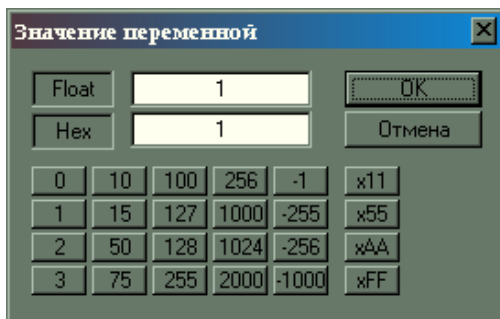 Значение переменной
Float 1 OK
Hex 1 Отмена
0 10 100 256 -1 x11
1 15 127 1000 -255 x55
2 50 128 1024 -256 xAA
3 75 255 2000 -1000 xFF